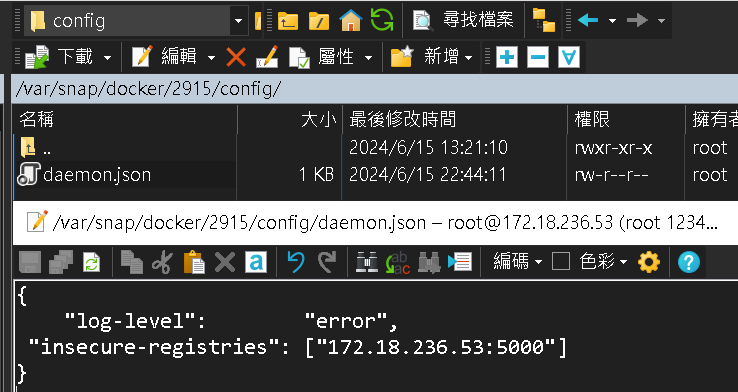 config
尋找檔案
下載 編輯 屬性 新增
/var/snap/docker/2915/config/
名稱 大小 最後修改時間 權限 擁有者
.. 2024/6/15 13:21:10 rwxr-xr-x root
daemon.json 1 KB 2024/6/15 22:44:11 rw-r--r-- root
/var/snap/docker/2915/config/daemon.json – root@172.18.236.53 (root 1234...
a ab ac 編碼 色彩 ?
{
"log-level": "error",
"insecure-registries": ["172.18.236.53:5000"]
}